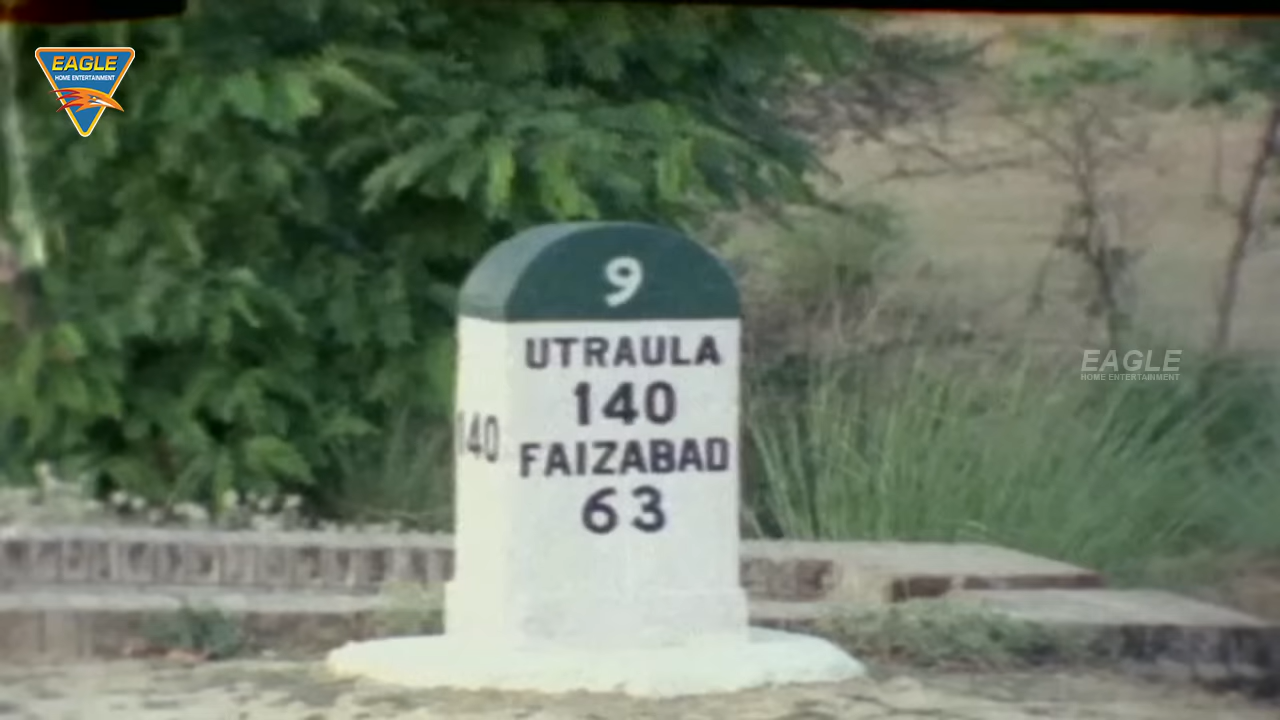 EAGLE
HOME ENTERTAINMENT
9
UTRAULA
140
FAIZABAD
63
140
EAGLE
HOME ENTERTAINMENT